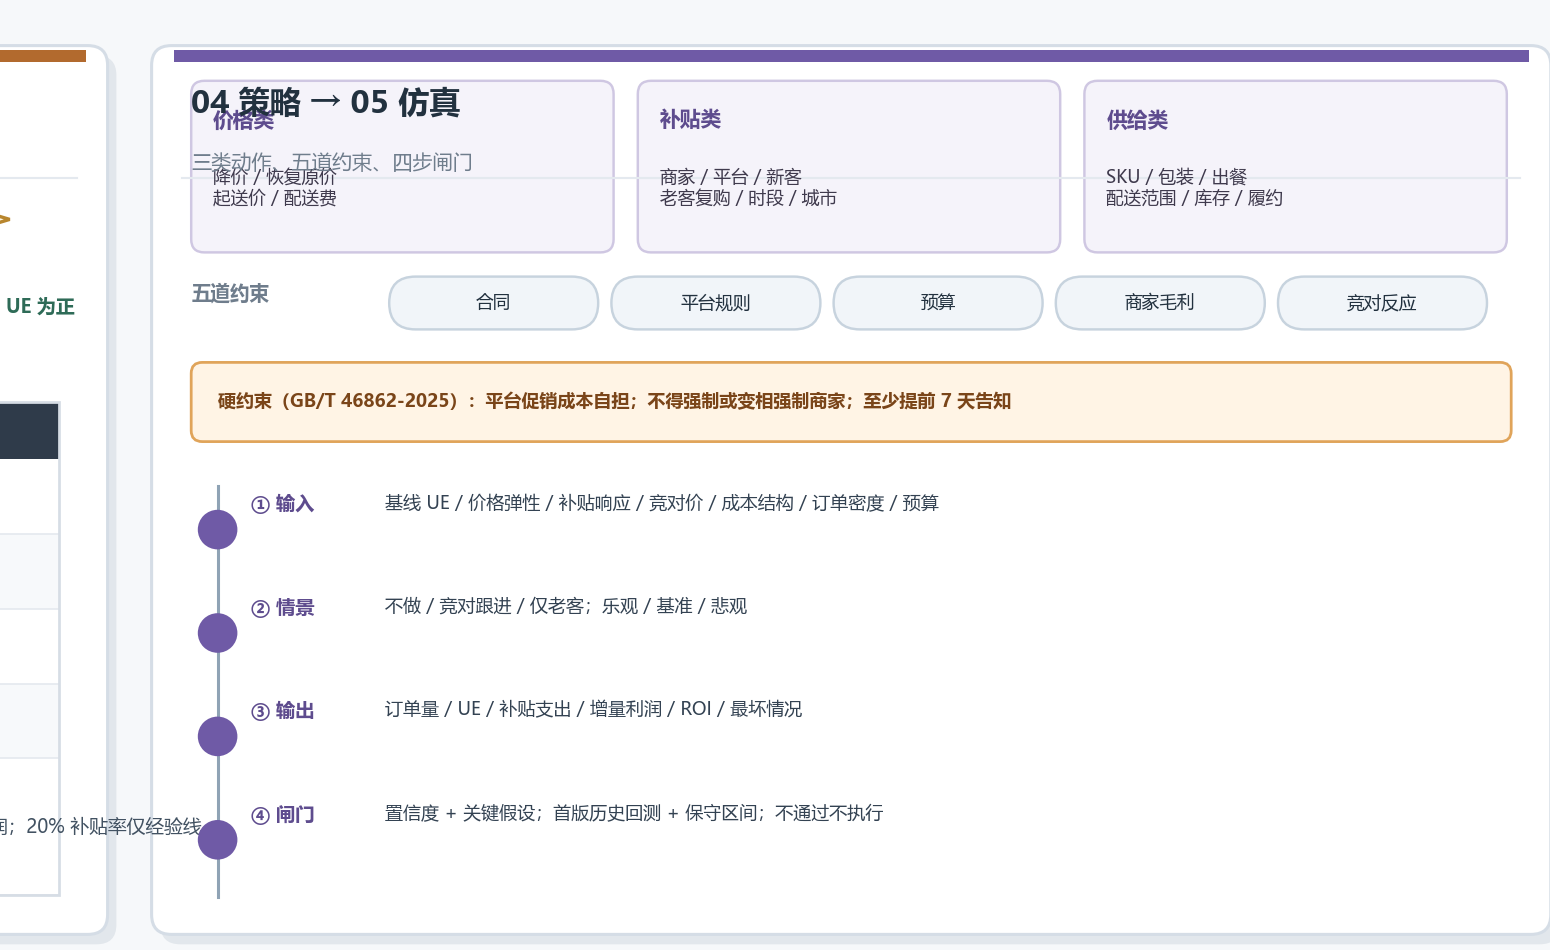 UE 为正
；20% 补贴率仅经验线
04 策略 → 05 仿真
三类动作、五道约束、四步闸门
价格类
降价 / 恢复原价
起送价 / 配送费
补贴类
商家 / 平台 / 新客
老客复购 / 时段 / 城市
供给类
SKU / 包装 / 出餐
配送范围 / 库存 / 履约
五道约束
合同
平台规则
预算
商家毛利
竞对反应
硬约束（GB/T 46862-2025）：平台促销成本自担；不得强制或变相强制商家；至少提前 7 天告知
① 输入
基线 UE / 价格弹性 / 补贴响应 / 竞对价 / 成本结构 / 订单密度 / 预算
② 情景
不做 / 竞对跟进 / 仅老客；乐观 / 基准 / 悲观
③ 输出
订单量 / UE / 补贴支出 / 增量利润 / ROI / 最坏情况
④ 闸门
置信度 + 关键假设；首版历史回测 + 保守区间；不通过不执行